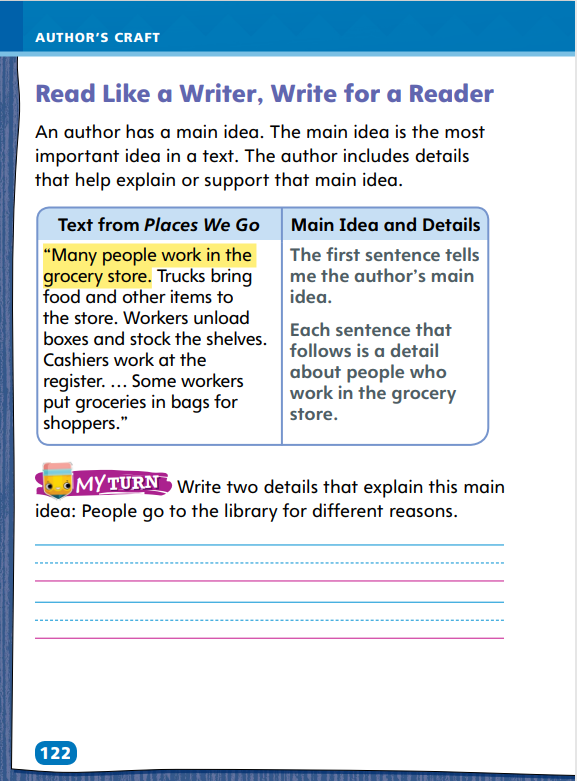 AUTHOR'S CRAFT
Read Like a Writer, Write for a Reader
An author has a main idea. The main idea is the most
important idea in a text. The author includes details
that help explain or support that main idea.
Text from Places We Go
“Many people work in the
grocery store. Trucks bring
food and other items to
the store. Workers unload
boxes and stock the shelves.
Cashiers work at the
register. … Some workers
put groceries in bags for
shoppers.”
Main Idea and Details
The first sentence tells
me the author’s main
idea.
Each sentence that
follows is a detail
about people who
work in the grocery
store.
MY TURN Write two details that explain this main
idea: People go to the library for different reasons.
122